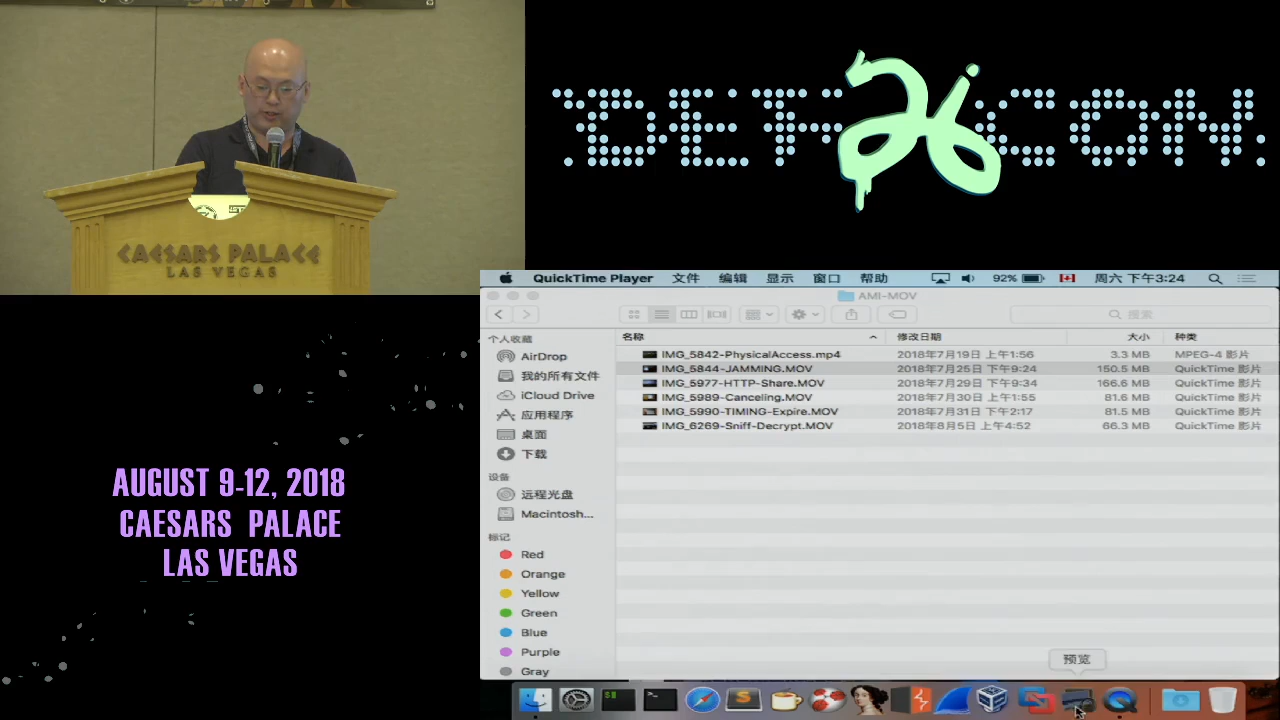 CAESARS PALACE
LAS VEGAS
DEF 26 CON
AUGUST 9-12, 2018
CAESARS PALACE
LAS VEGAS
QuickTime Player 文件 编辑 显示 窗口 帮助 92% 周六 下午3:24
AMI-MOV
搜索
个人收藏
AirDrop
我的所有文件
iCloud Drive
应用程序
桌面
下载
设备
远程光盘
Macintosh...
标记
Red
Orange
Yellow
Green
Blue
Purple
Gray
名称 修改日期 大小 种类
IMG_5842-PhysicalAccess.mp4 2018年7月19日 上午1:56 3.3 MB MPEG-4 影片
IMG_5844-JAMMING.MOV 2018年7月25日 下午9:24 150.5 MB QuickTime 影片
IMG_5977-HTTP-Share.MOV 2018年7月29日 下午9:34 166.6 MB QuickTime 影片
IMG_5989-Canceling.MOV 2018年7月30日 上午1:55 81.6 MB QuickTime 影片
IMG_5990-TIMING-Expire.MOV 2018年7月31日 下午2:17 81.5 MB QuickTime 影片
IMG_6269-Sniff-Decrypt.MOV 2018年8月5日 上午4:52 66.3 MB QuickTime 影片
预览